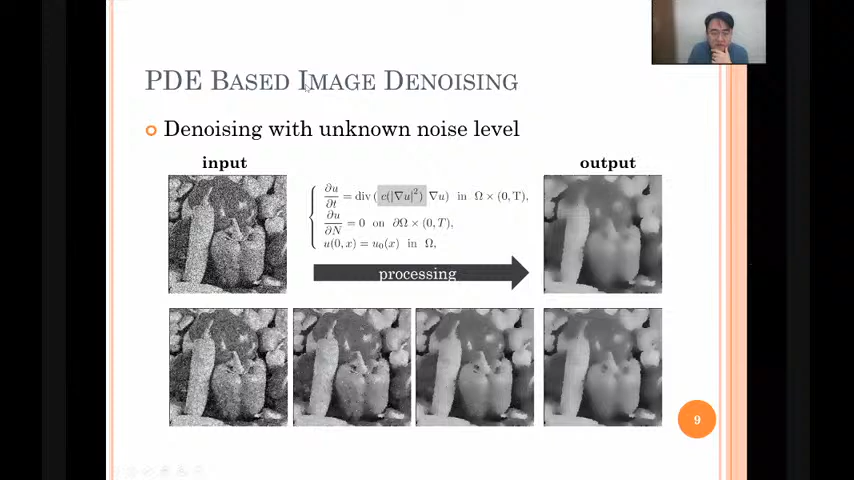 PDE BASED IMAGE DENOISING
Denoising with unknown noise level
input
output
∂u/∂t = div ( c(|∇u|²) ∇u) in Ω × (0, T),
∂u/∂N = 0 on ∂Ω × (0, T),
u(0, x) = u₀(x) in Ω,
processing
9